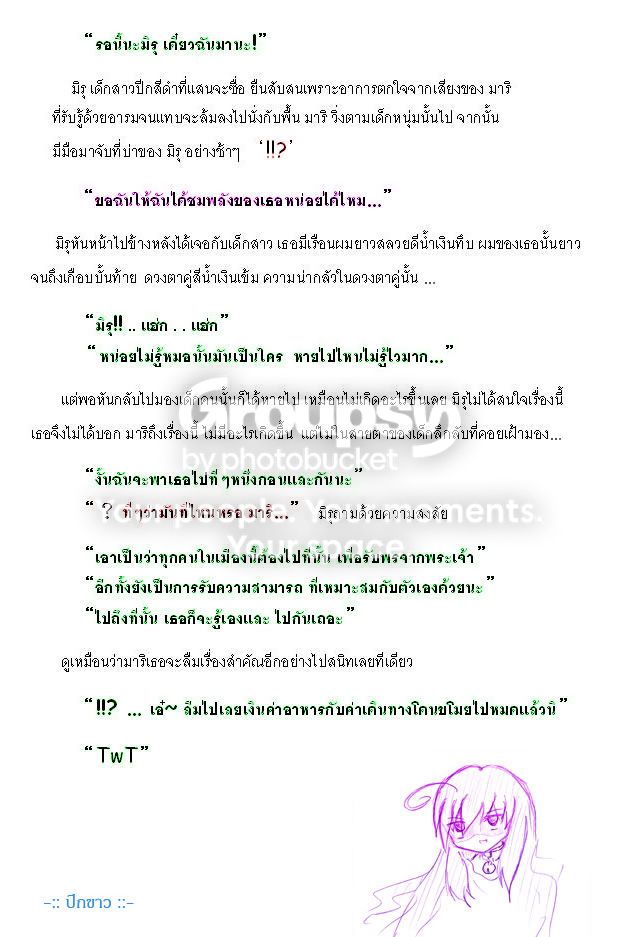 “รอนี้นะมิรุ เดี๋ยวฉันมานะ!”
มิรุ เด็กสาวปีกสีดำที่แสนจะซื่อ ยืนสับสนเพราะอาการตกใจจากเสียงของ มาริ
ที่รับรู้ด้วยอารมจนแทบจะล้มลงไปนั่งกับพื้น มาริ วิ่งตามเด็กหนุ่มนั้นไป จากนั้น
มีมือมาจับที่บ่าของ มิรุ อย่างช้าๆ ‘!!?’
“ขอฉันให้ฉันได้ชมพลังของเธอหน่อยได้ไหม...”
มิรุหันหน้าไปข้างหลังได้เจอกับเด็กสาว เธอมีเรือนผมยาวสลวยดีน้ำเงินทึบ ผมของเธอนั้นยาว
จนถึงเกือบบั้นท้าย ดวงตาคู่สีน้ำเงินเข้ม ความน่ากลัวในดวงตาคู่นั้น ...
“มิรุ!! .. แฮ่ก . . แฮ่ก”
“ หน่อยไม่รู้หมอนั้นมันเป็นใคร หายไปไหนไม่รู้ไวมาก...”
แต่พอหันกลับไปมองเด็กคนนั้นก็ได้หายไป เหมือนไม่เกิดอะไรขึ้นเลย มิรุไม่ได้สนใจเรื่องนี้
เธอจึงไม่ได้บอก มาริถึงเรื่องนี้ ไม่มีอะไรเกิดขึ้น แต่ไม่ในสายตาของเด็กลึกลับที่คอยเฝ้ามอง...
Groupsy
by photobucket
“งั้นฉันจะพาเธอไปที่ๆหนึ่งก่อนและกันนะ”
“ ? ที่ๆว่ามันที่ไหนหรอ มาริ...” มิรุถามด้วยความสงสัย
Your people. Your moments.
Your space.
“เอาเป็นว่าทุกคนในเมืองนี้ต้องไปที่นั้น เพื่อรับพรจากพระเจ้า”
“อีกทั้งยังเป็นการรับความสามารถ ที่เหมาะสมกับตัวเองด้วยนะ”
“ไปถึงที่นั้น เธอก็จะรู้เองและ ไปกันเถอะ”
ดูเหมือนว่ามาริเธอจะลืมเรื่องสำคัญอีกอย่างไปสนิทเลยทีเดียว
“!!? ... เอ๋~ ลืมไปเลยเงินค่าอาหารกับค่าเดินทางโดนขโมยไปหมดแล้วนิ”
“TwT”
-:: ปีกขาว ::-